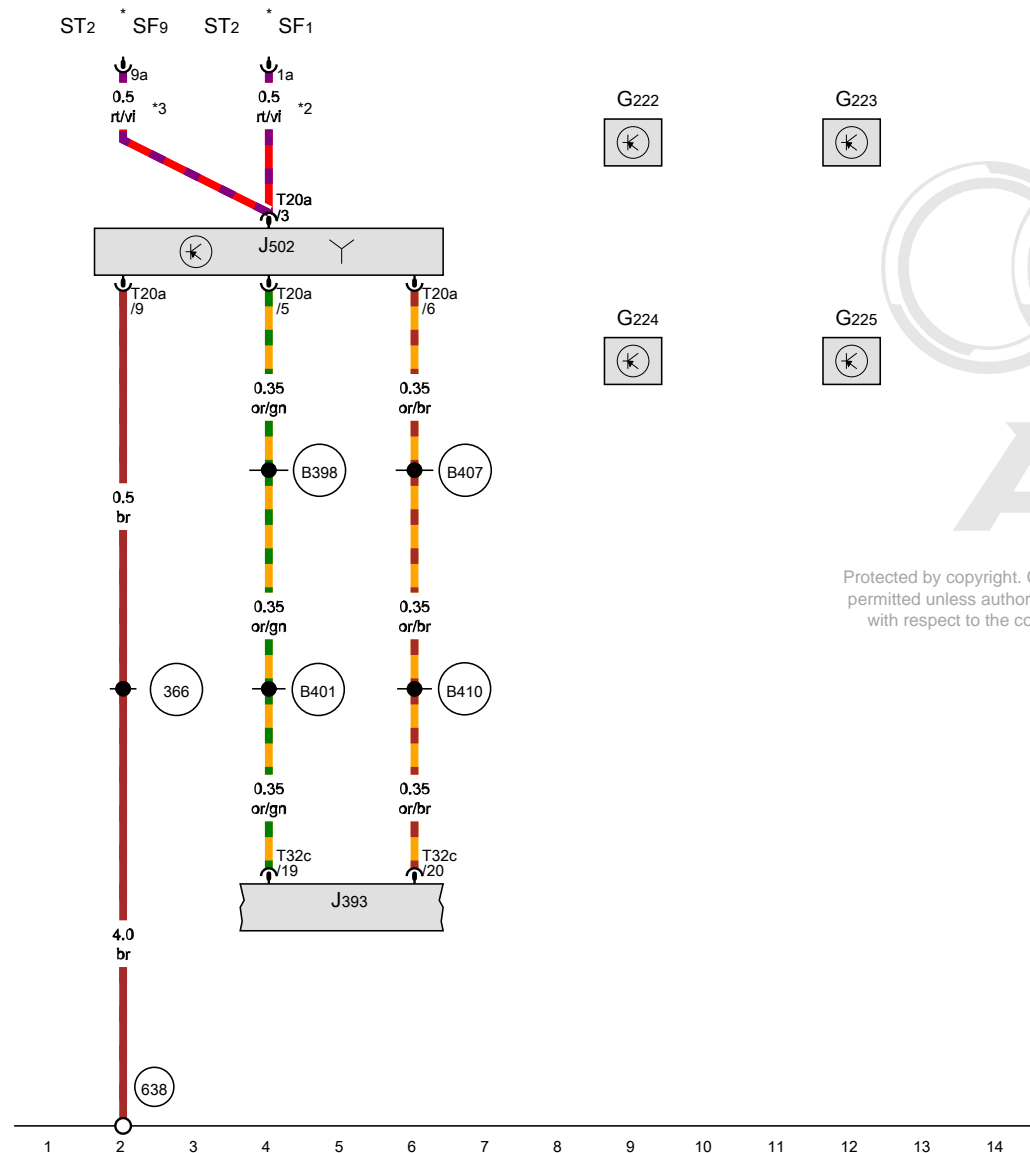 ST2 * SF9 ST2 * SF1
9a 1a
0.5 *3 0.5 *2
rt/vi rt/vi
G222 G223
T20a
/3
J502
T20a T20a T20a
/9 /5 /6
G224 G225
0.35 0.35
or/gn or/br
B398 B407
0.5
br
Protected by copyright.
permitted unless
with respect to the
0.35 0.35
or/gn or/br
366 B401 B410
0.35 0.35
or/gn or/br
T32c T32c
/19 /20
J393
4.0
br
638
1 2 3 4 5 6 7 8 9 10 11 12 13 14